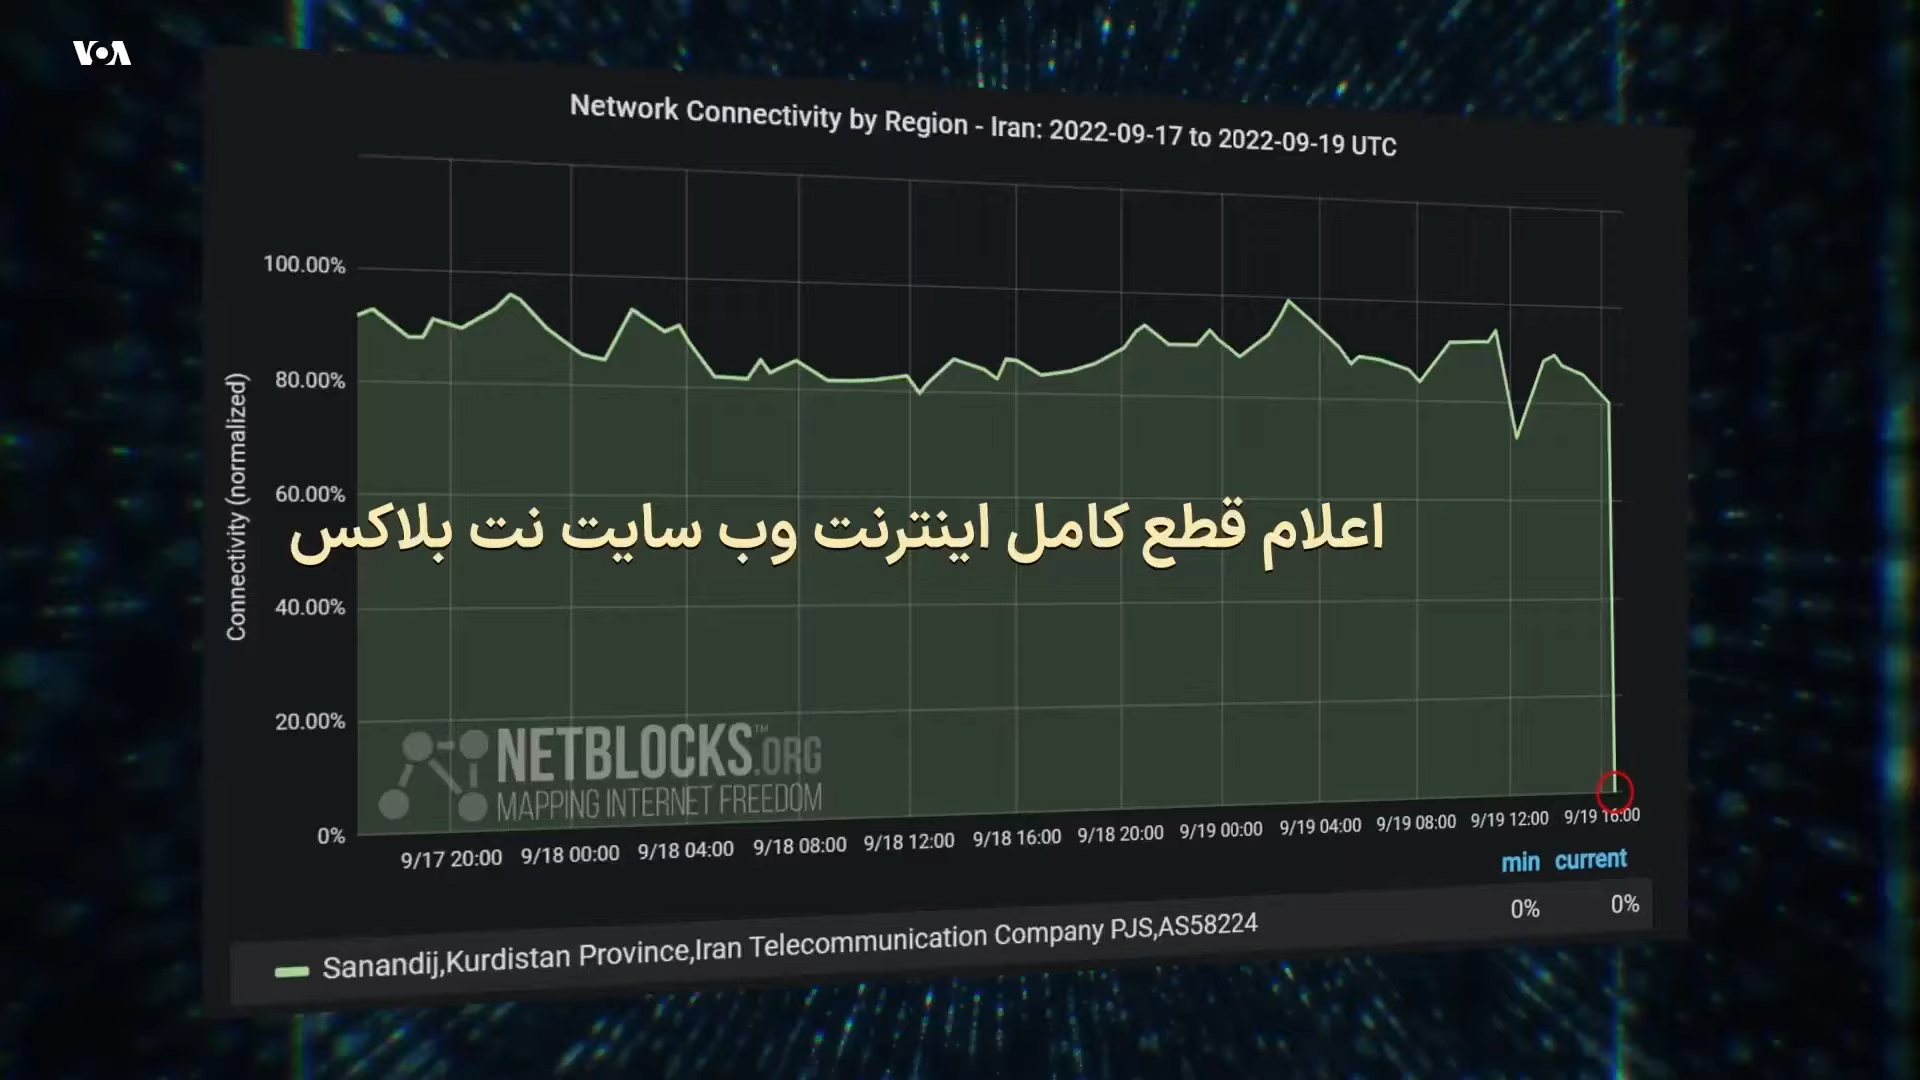 VOA
Network Connectivity by Region - Iran: 2022-09-17 to 2022-09-19 UTC
Connectivity (normalized)
100.00%
80.00%
60.00%
40.00%
20.00%
0%
اعلام قطع کامل اینترنت وب سایت نت بلاکس
NETBLOCKS.ORG™
MAPPING INTERNET FREEDOM
9/17 20:00 9/18 00:00 9/18 04:00 9/18 08:00 9/18 12:00 9/18 16:00 9/18 20:00 9/19 00:00 9/19 04:00 9/19 08:00 9/19 12:00 9/19 16:00
min current
Sanandij,Kurdistan Province,Iran Telecommunication Company PJS,AS58224 0% 0%